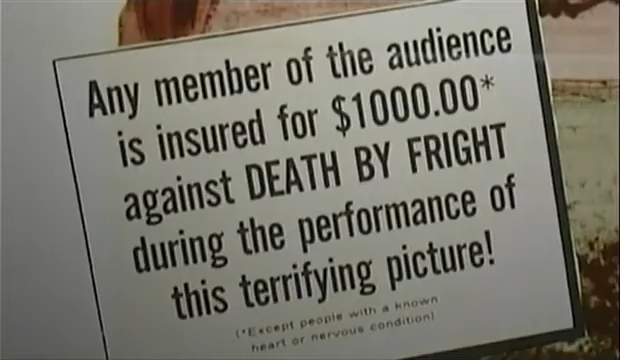 Any member of the audience
is insured for $1000.00*
against DEATH BY FRIGHT
during the performance of
this terrifying picture!
(*Except people with a known
heart or nervous condition)